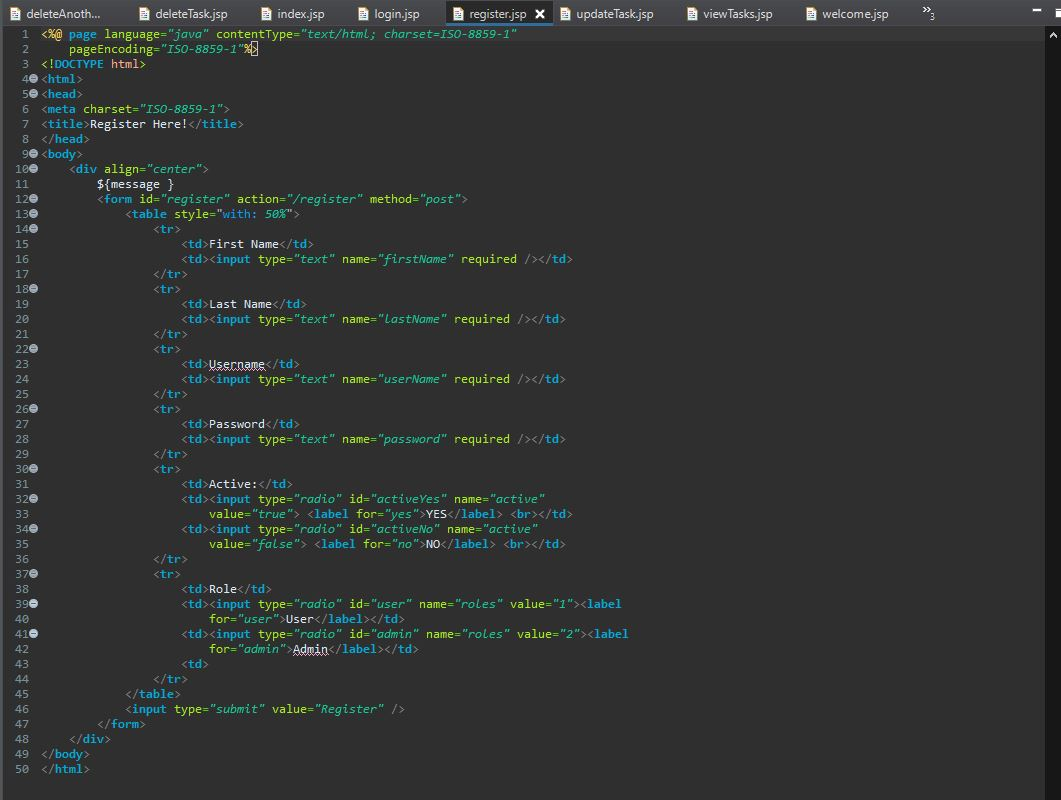 deleteAnoth... deleteTask.jsp index.jsp login.jsp register.jsp updateTask.jsp viewTasks.jsp welcome.jsp »3
1 <%@ page language="java" contentType="text/html; charset=ISO-8859-1"
2     pageEncoding="ISO-8859-1"%>
3 <!DOCTYPE html>
4 <html>
5 <head>
6 <meta charset="ISO-8859-1">
7 <title>Register Here!</title>
8 </head>
9 <body>
10     <div align="center">
11         ${message }
12         <form id="register" action="/register" method="post">
13             <table style="with: 50%">
14                 <tr>
15                     <td>First Name</td>
16                     <td><input type="text" name="firstName" required /></td>
17                 </tr>
18                 <tr>
19                     <td>Last Name</td>
20                     <td><input type="text" name="lastName" required /></td>
21                 </tr>
22                 <tr>
23                     <td>Username</td>
24                     <td><input type="text" name="userName" required /></td>
25                 </tr>
26                 <tr>
27                     <td>Password</td>
28                     <td><input type="text" name="password" required /></td>
29                 </tr>
30                 <tr>
31                     <td>Active:</td>
32                     <td><input type="radio" id="activeYes" name="active"
33                         value="true"> <label for="yes">YES</label> <br></td>
34                     <td><input type="radio" id="activeNo" name="active"
35                         value="false"> <label for="no">NO</label> <br></td>
36                 </tr>
37                 <tr>
38                     <td>Role</td>
39                     <td><input type="radio" id="user" name="roles" value="1"><label
40                         for="user">User</label></td>
41                     <td><input type="radio" id="admin" name="roles" value="2"><label
42                         for="admin">Admin</label></td>
43                     <td>
44                 </tr>
45             </table>
46             <input type="submit" value="Register" />
47         </form>
48     </div>
49 </body>
50 </html>